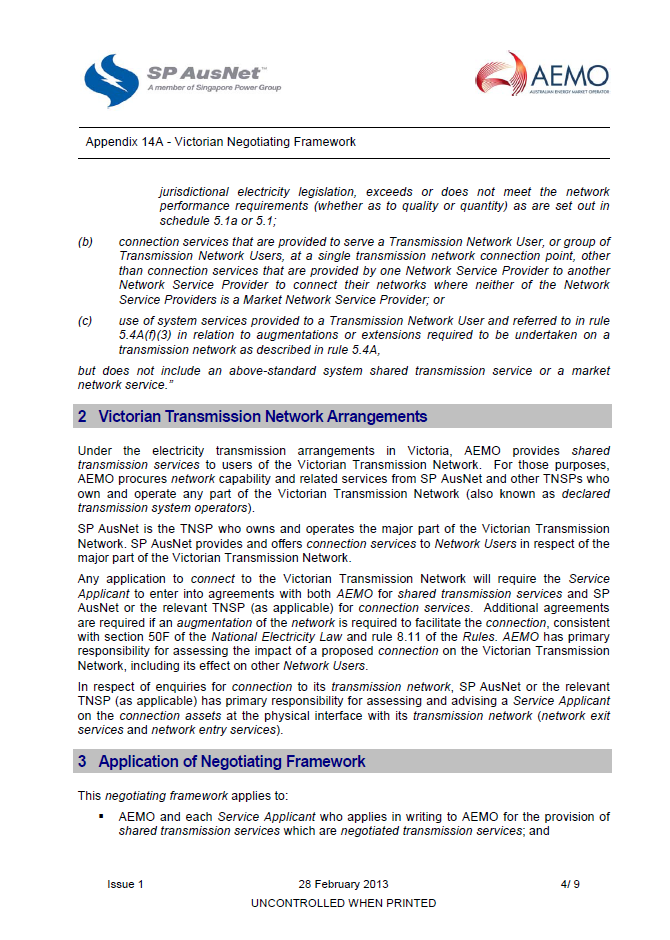 SP AusNet™
A member of Singapore Power Group
AEMO
AUSTRALIAN ENERGY MARKET OPERATOR
Appendix 14A - Victorian Negotiating Framework
jurisdictional electricity legislation, exceeds or does not meet the network
performance requirements (whether as to quality or quantity) as are set out in
schedule 5.1a or 5.1;
(b) connection services that are provided to serve a Transmission Network User, or group of
Transmission Network Users, at a single transmission network connection point, other
than connection services that are provided by one Network Service Provider to another
Network Service Provider to connect their networks where neither of the Network
Service Providers is a Market Network Service Provider; or
(c) use of system services provided to a Transmission Network User and referred to in rule
5.4A(f)(3) in relation to augmentations or extensions required to be undertaken on a
transmission network as described in rule 5.4A,
but does not include an above-standard system shared transmission service or a market
network service.”
2 Victorian Transmission Network Arrangements
Under the electricity transmission arrangements in Victoria, AEMO provides shared
transmission services to users of the Victorian Transmission Network. For those purposes,
AEMO procures network capability and related services from SP AusNet and other TNSPs who
own and operate any part of the Victorian Transmission Network (also known as declared
transmission system operators).
SP AusNet is the TNSP who owns and operates the major part of the Victorian Transmission
Network. SP AusNet provides and offers connection services to Network Users in respect of the
major part of the Victorian Transmission Network.
Any application to connect to the Victorian Transmission Network will require the Service
Applicant to enter into agreements with both AEMO for shared transmission services and SP
AusNet or the relevant TNSP (as applicable) for connection services. Additional agreements
are required if an augmentation of the network is required to facilitate the connection, consistent
with section 50F of the National Electricity Law and rule 8.11 of the Rules. AEMO has primary
responsibility for assessing the impact of a proposed connection on the Victorian Transmission
Network, including its effect on other Network Users.
In respect of enquiries for connection to its transmission network, SP AusNet or the relevant
TNSP (as applicable) has primary responsibility for assessing and advising a Service Applicant
on the connection assets at the physical interface with its transmission network (network exit
services and network entry services).
3 Application of Negotiating Framework
This negotiating framework applies to:
▪ AEMO and each Service Applicant who applies in writing to AEMO for the provision of
shared transmission services which are negotiated transmission services; and
Issue 1 28 February 2013 4/ 9
UNCONTROLLED WHEN PRINTED